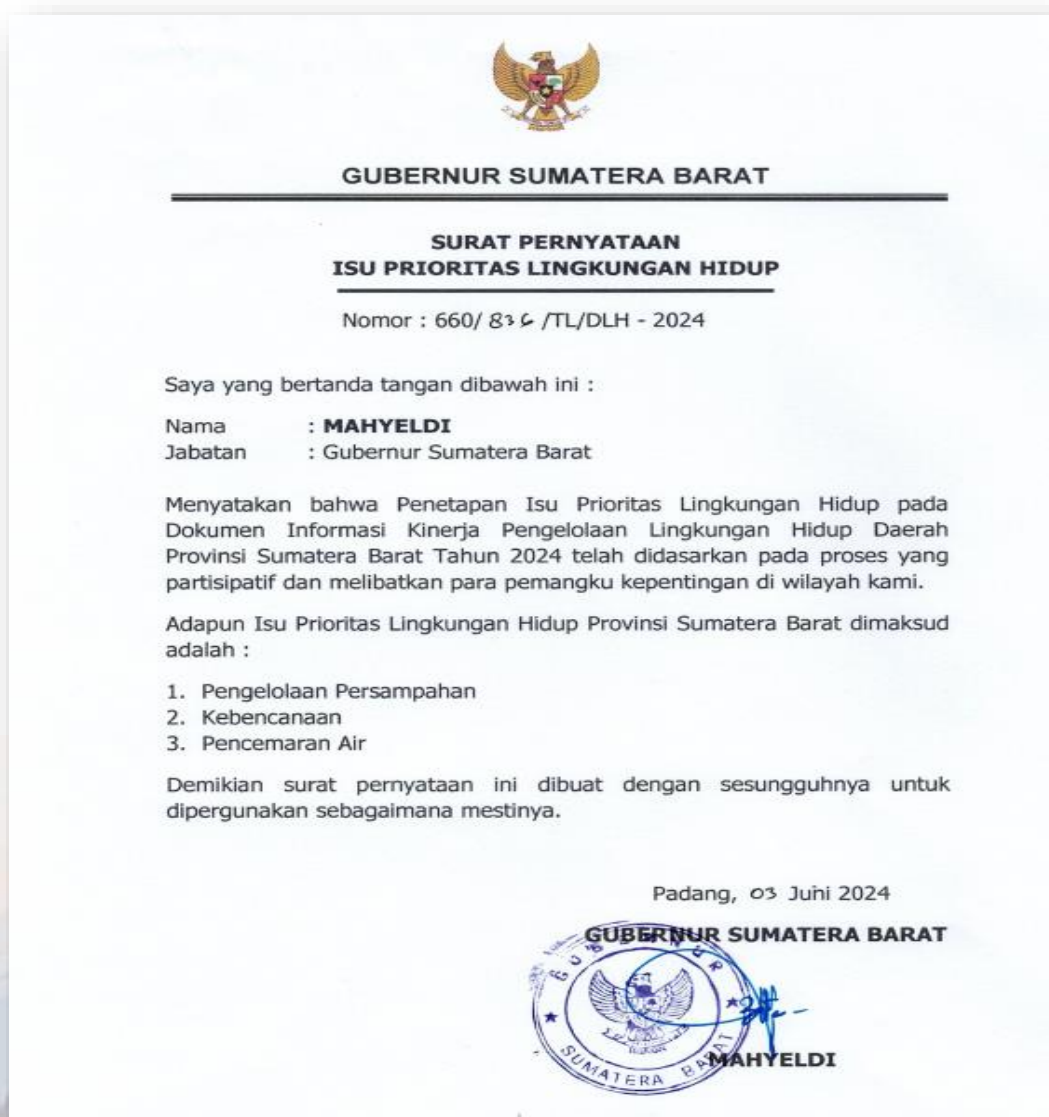 GUBERNUR SUMATERA BARAT
SURAT PERNYATAAN
ISU PRIORITAS LINGKUNGAN HIDUP
Nomor : 660/ 836 /TL/DLH - 2024
Saya yang bertanda tangan dibawah ini :
Nama : MAHYELDI
Jabatan : Gubernur Sumatera Barat
Menyatakan bahwa Penetapan Isu Prioritas Lingkungan Hidup pada
Dokumen Informasi Kinerja Pengelolaan Lingkungan Hidup Daerah
Provinsi Sumatera Barat Tahun 2024 telah didasarkan pada proses yang
partisipatif dan melibatkan para pemangku kepentingan di wilayah kami.
Adapun Isu Prioritas Lingkungan Hidup Provinsi Sumatera Barat dimaksud
adalah :
1. Pengelolaan Persampahan
2. Kebencanaan
3. Pencemaran Air
Demikian surat pernyataan ini dibuat dengan sesungguhnya untuk
dipergunakan sebagaimana mestinya.
Padang, 03 Juni 2024
GUBERNUR SUMATERA BARAT
GUBERNUR
SUMATERA BARAT
MAHYELDI